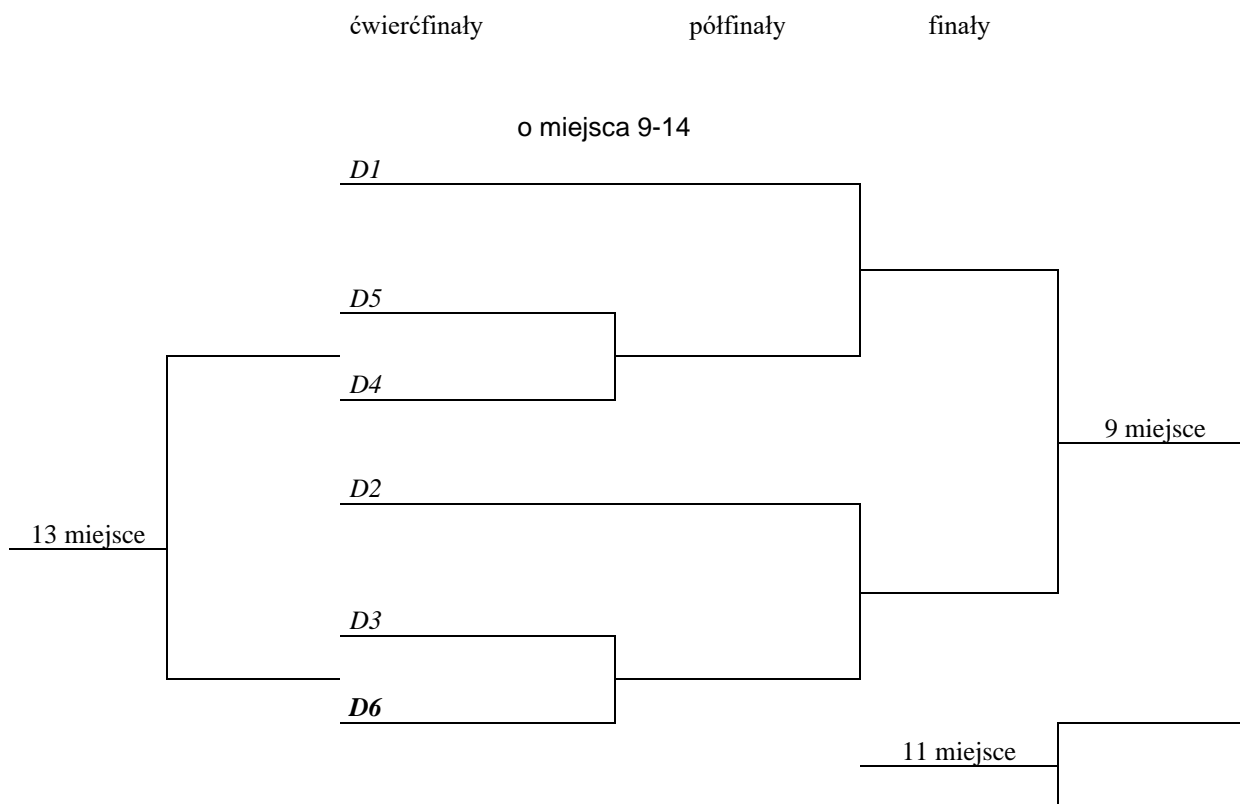 ćwierćfinały półfinały finały
o miejsca 9-14
D1
D5
D4
9 miejsce
D2
13 miejsce
D3
D6
11 miejsce